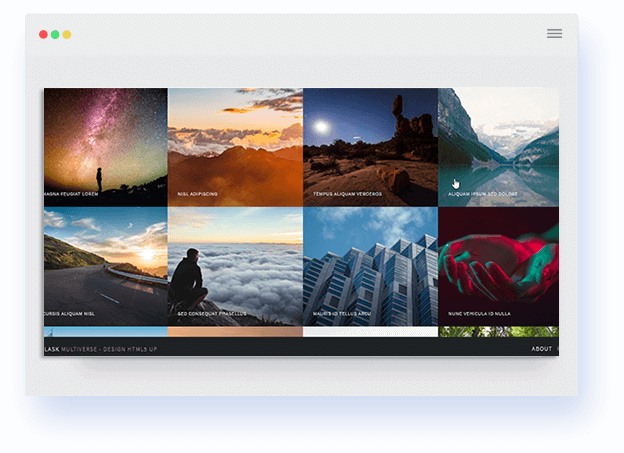 MAGNA FEUGIAT LOREM
NISL ADIPISCING
TEMPUS ALIQUAM VERDEROS
ALIQUAM IPSUM SED DOLORE
CURSIS ALIQUAM NISL
SED CONSEQUAT PHASELLUS
MAURIS ID TELLUS ARCU
NUNC VEHICULA ID NULLA
LASK MULTIVERSE - DESIGN HTML5 UP
ABOUT